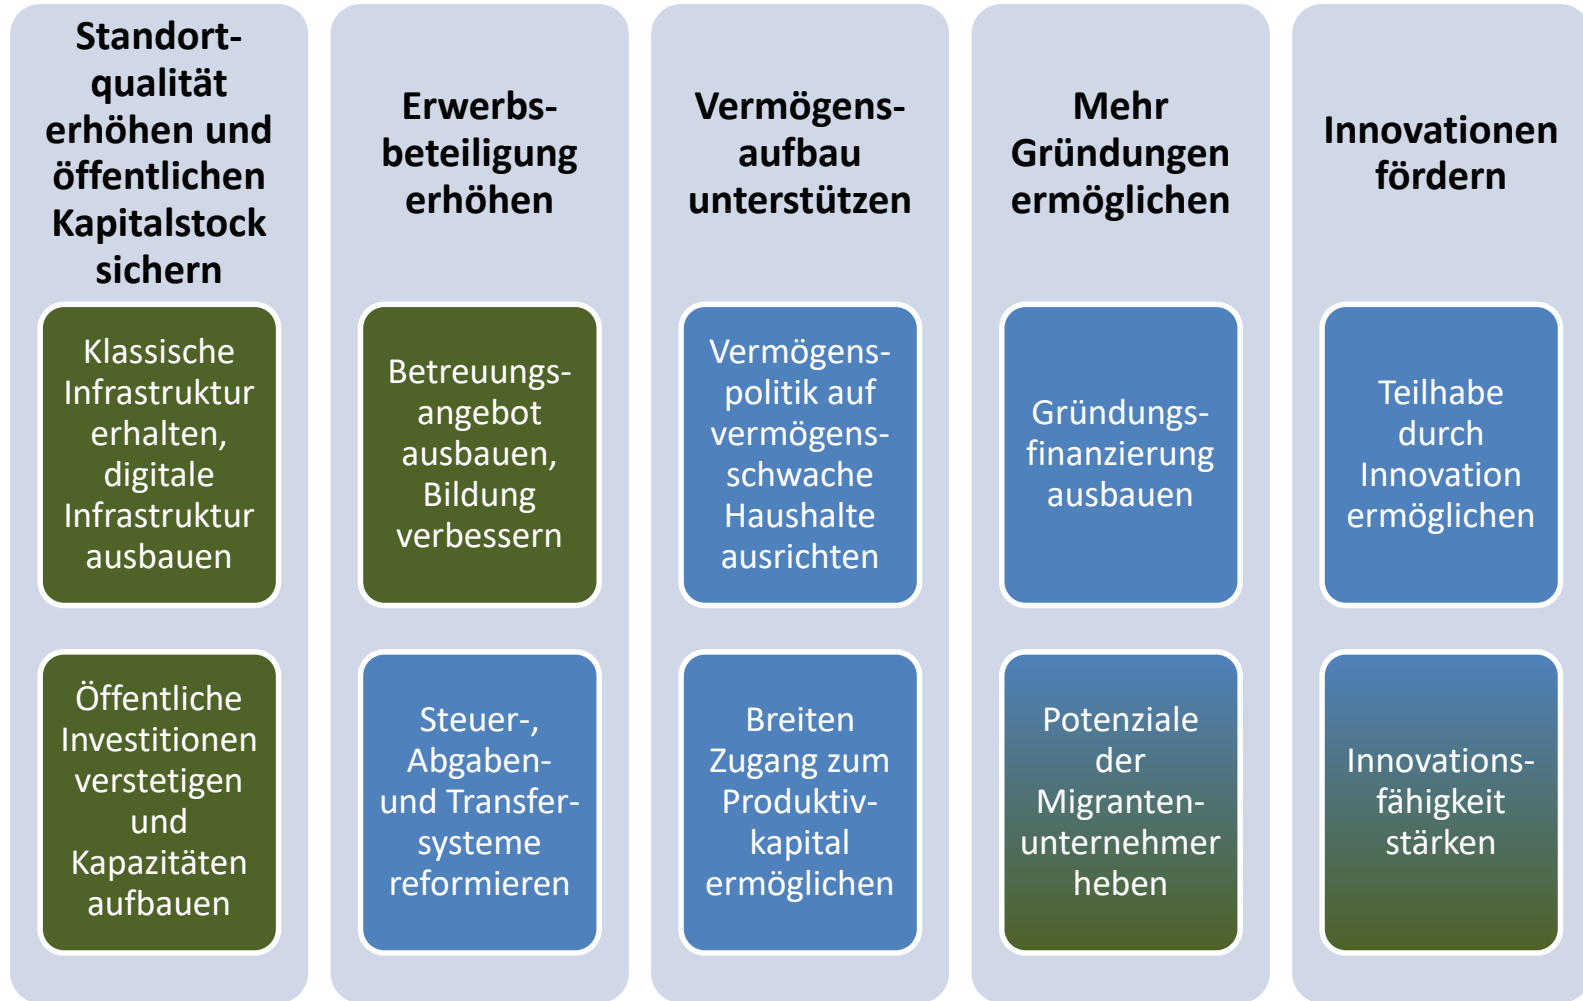 Standort-
qualität
erhöhen und
öffentlichen
Kapitalstock
sichern
Klassische
Infrastruktur
erhalten,
digitale
Infrastruktur
ausbauen
Öffentliche
Investitionen
verstetigen
und
Kapazitäten
aufbauen
Erwerbs-
beteiligung
erhöhen
Betreuungs-
angebot
ausbauen,
Bildung
verbessern
Steuer-,
Abgaben-
und Transfer-
systeme
reformieren
Vermögens-
aufbau
unterstützen
Vermögens-
politik auf
vermögens-
schwache
Haushalte
ausrichten
Breiten
Zugang zum
Produktiv-
kapital
ermöglichen
Mehr
Gründungen
ermöglichen
Gründungs-
finanzierung
ausbauen
Potenziale
der
Migranten-
unternehmer
heben
Innovationen
fördern
Teilhabe
durch
Innovation
ermöglichen
Innovations-
fähigkeit
stärken